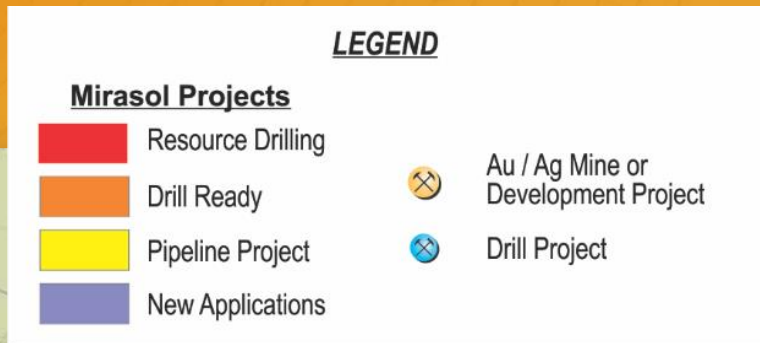 LEGEND
Mirasol Projects
Resource Drilling
Drill Ready
Pipeline Project
New Applications
Au / Ag Mine or
Development Project
Drill Project